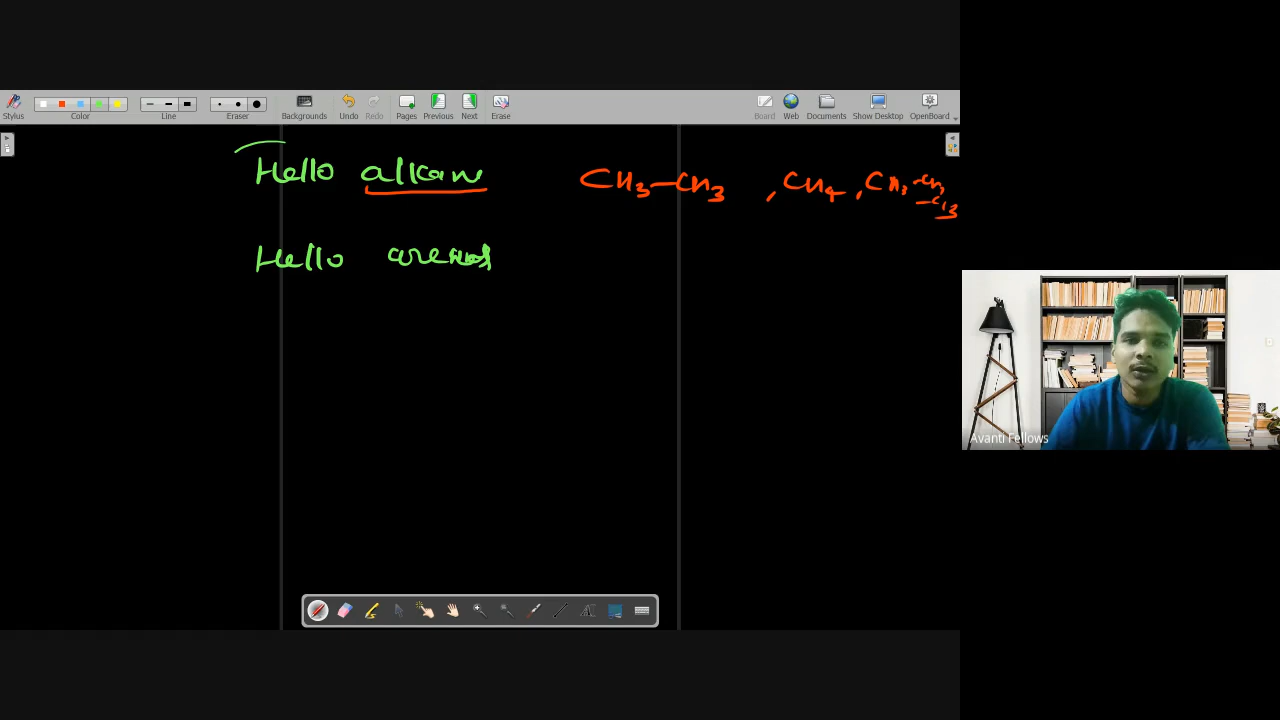 Stylus Color Line Eraser Backgrounds Undo Redo Pages Previous Next Erase Board Web Documents Show Desktop OpenBoard
Hello alkane CH3-CH3 , CH4 , CH3-CH2
-CH3
Hello
Avanti Fellows